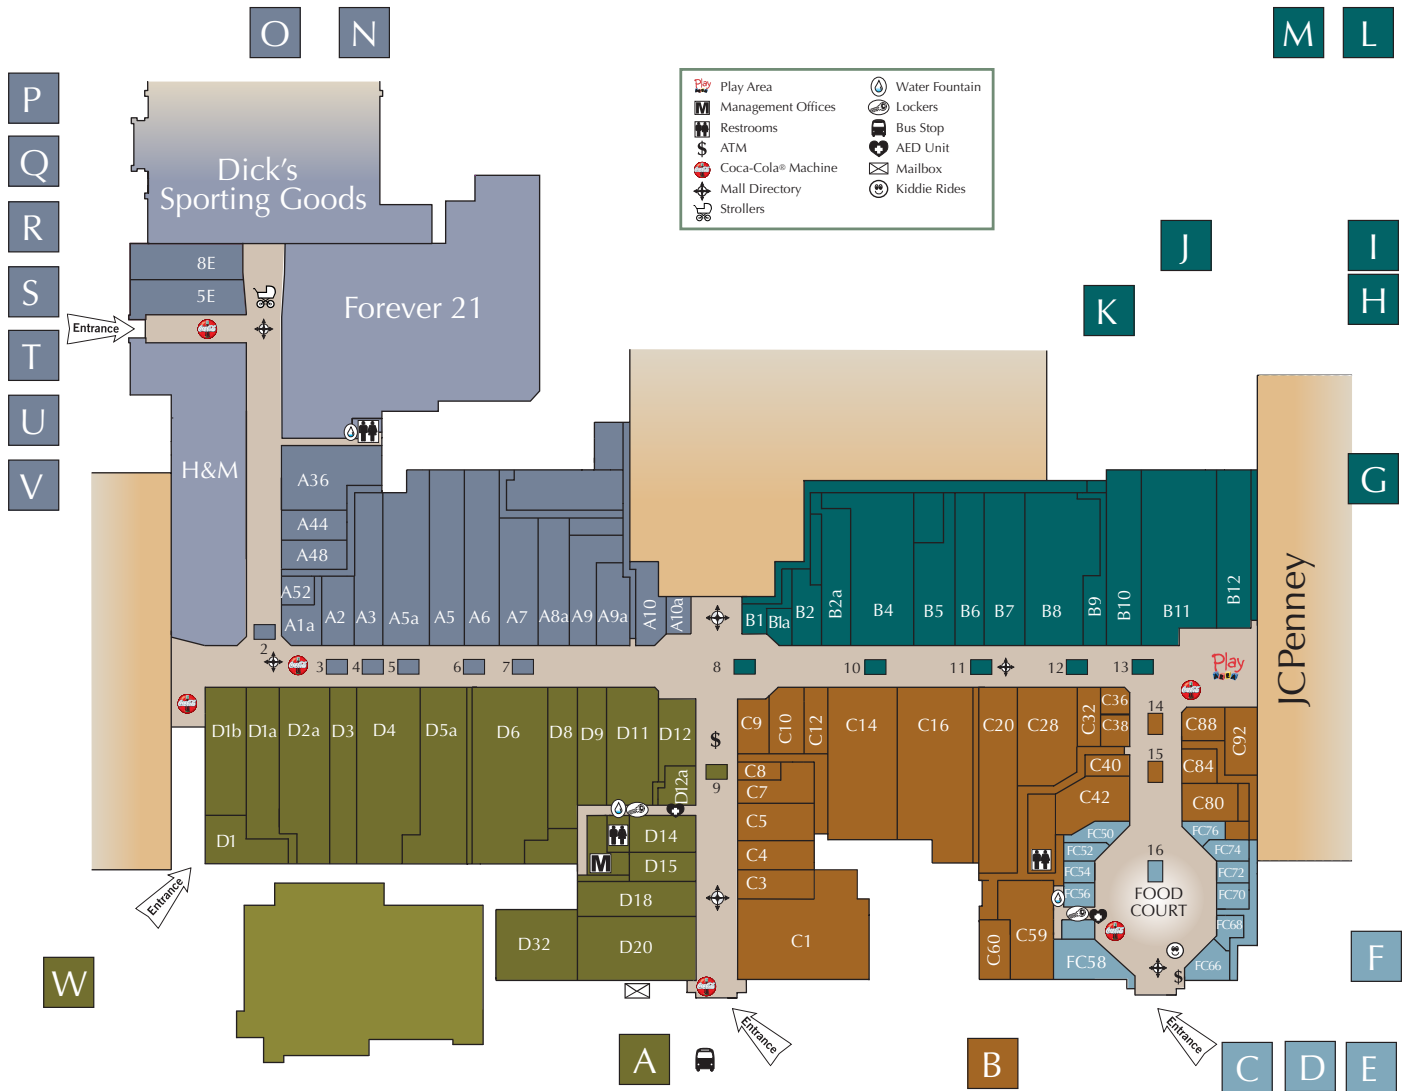 O
N
M
L
P
Q
R
S
T
U
V
Play
Play Area
M
Management Offices
Restrooms
$
ATM
Coca-Cola® Machine
Mall Directory
Strollers
Water Fountain
Lockers
Bus Stop
AED Unit
Mailbox
Kiddie Rides
J
I
H
K
G
Dick's
Sporting Goods
8E
5E
Entrance
Forever 21
H&M
A36
A44
A48
A52
A1a
A2
A3
A5a
A5
A6
A7
A8a
A9
A9a
A10
A10a
B1
B1a
B2
B2a
B4
B5
B6
B7
B8
B9
B10
B11
B12
JCPenney
2
3
4
5
6
7
8
10
11
12
13
Play
D1b
D1a
D2a
D3
D4
D5a
D6
D8
D9
D11
D12
D12a
D1
$
9
C9
C10
C12
C14
C16
C20
C28
C32
C36
C38
14
C88
C92
C8
C7
C40
15
C84
C42
C80
C5
C4
C3
D14
M
D15
D18
D32
D20
C1
C60
C59
FC50
FC52
FC54
FC56
FC58
16
FOOD
COURT
FC76
FC74
FC72
FC70
FC68
FC66
$
Entrance
W
F
A
Entrance
B
Entrance
C
D
E